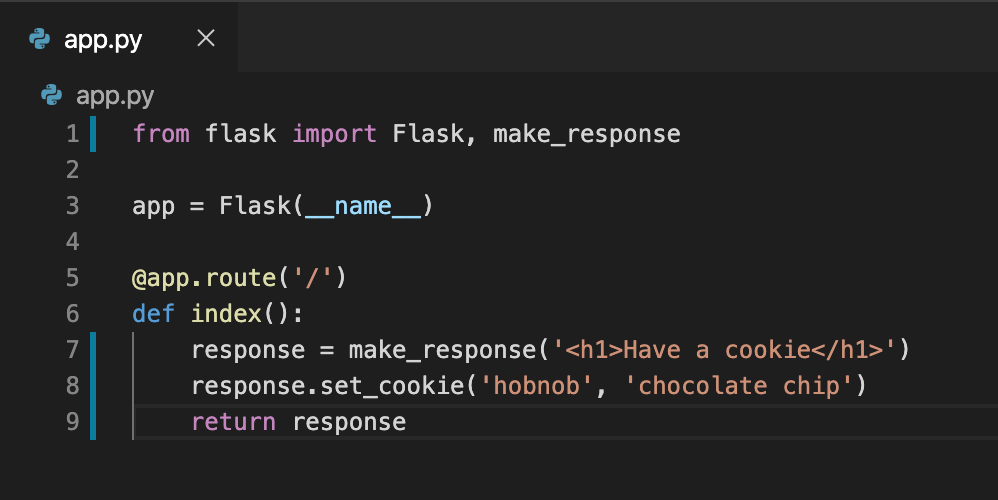 app.py ×
app.py
1 from flask import Flask, make_response
2
3 app = Flask(__name__)
4
5 @app.route('/')
6 def index():
7     response = make_response('<h1>Have a cookie</h1>')
8     response.set_cookie('hobnob', 'chocolate chip')
9     return response